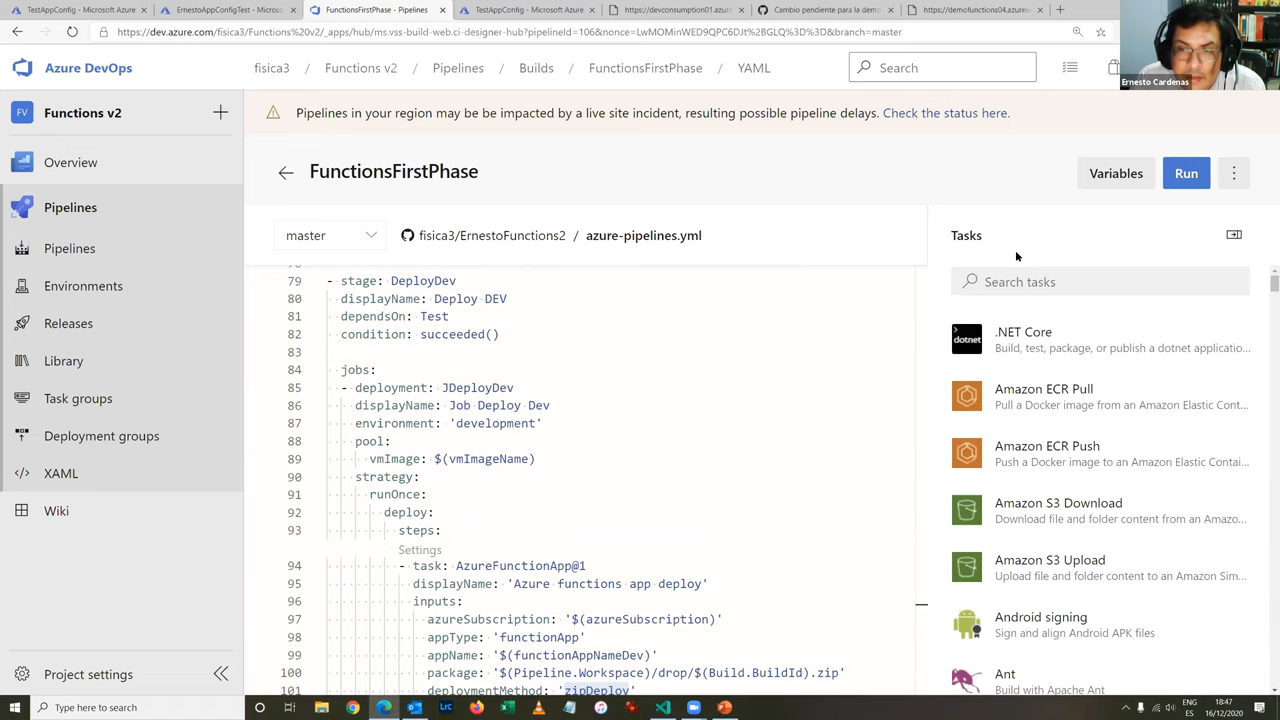 TestAppConfig - Microsoft Azure
ErnestoAppConfigTest - Microsoft
FunctionsFirstPhase - Pipelines
TestAppConfig - Microsoft Azure
https://devconsumption01.azure
Cambio pendiente para la demo
https://demofunctions04.azurew
https://dev.azure.com/fisica3/Functions%20v2/_apps/hub/ms.vss-build-web.ci-designer-hub?pipelineId=106&nonce=LwMOMinWED9QPC6DJt%2BGLQ%3D%3D&branch=master
Azure DevOps
fisica3 / Functions v2 / Pipelines / Builds / FunctionsFirstPhase / YAML
Search
Ernesto Cardenas
FV
Functions v2
Overview
Pipelines
Pipelines
Environments
Releases
Library
Task groups
Deployment groups
XAML
Wiki
Project settings
Pipelines in your region may be impacted by a live site incident, resulting possible pipeline delays. Check the status here.
FunctionsFirstPhase
Variables
Run
master
fisica3/ErnestoFunctions2 / azure-pipelines.yml
79 - stage: DeployDev
80 displayName: Deploy DEV
81 dependsOn: Test
82 condition: succeeded()
83
84 jobs:
85 - deployment: JDeployDev
86 displayName: Job Deploy Dev
87 environment: 'development'
88 pool:
89 vmImage: $(vmImageName)
90 strategy:
91 runOnce:
92 deploy:
93 steps:
Settings
94 - task: AzureFunctionApp@1
95 displayName: 'Azure functions app deploy'
96 inputs:
97 azureSubscription: '$(azureSubscription)'
98 appType: 'functionApp'
99 appName: '$(functionAppNameDev)'
100 package: '$(Pipeline.Workspace)/drop/$(Build.BuildId).zip'
101 deploymentMethod: 'zipDeploy'
Tasks
Search tasks
dotnet
.NET Core
Build, test, package, or publish a dotnet applicatio...
Amazon ECR Pull
Pull a Docker image from an Amazon Elastic Cont...
Amazon ECR Push
Push a Docker image to an Amazon Elastic Contai...
Amazon S3 Download
Download file and folder content from an Amazo...
Amazon S3 Upload
Upload file and folder content to an Amazon Sim...
Android signing
Sign and align Android APK files
Ant
Build with Apache Ant
Type here to search
LrC
ENG
ES
18:47
16/12/2020